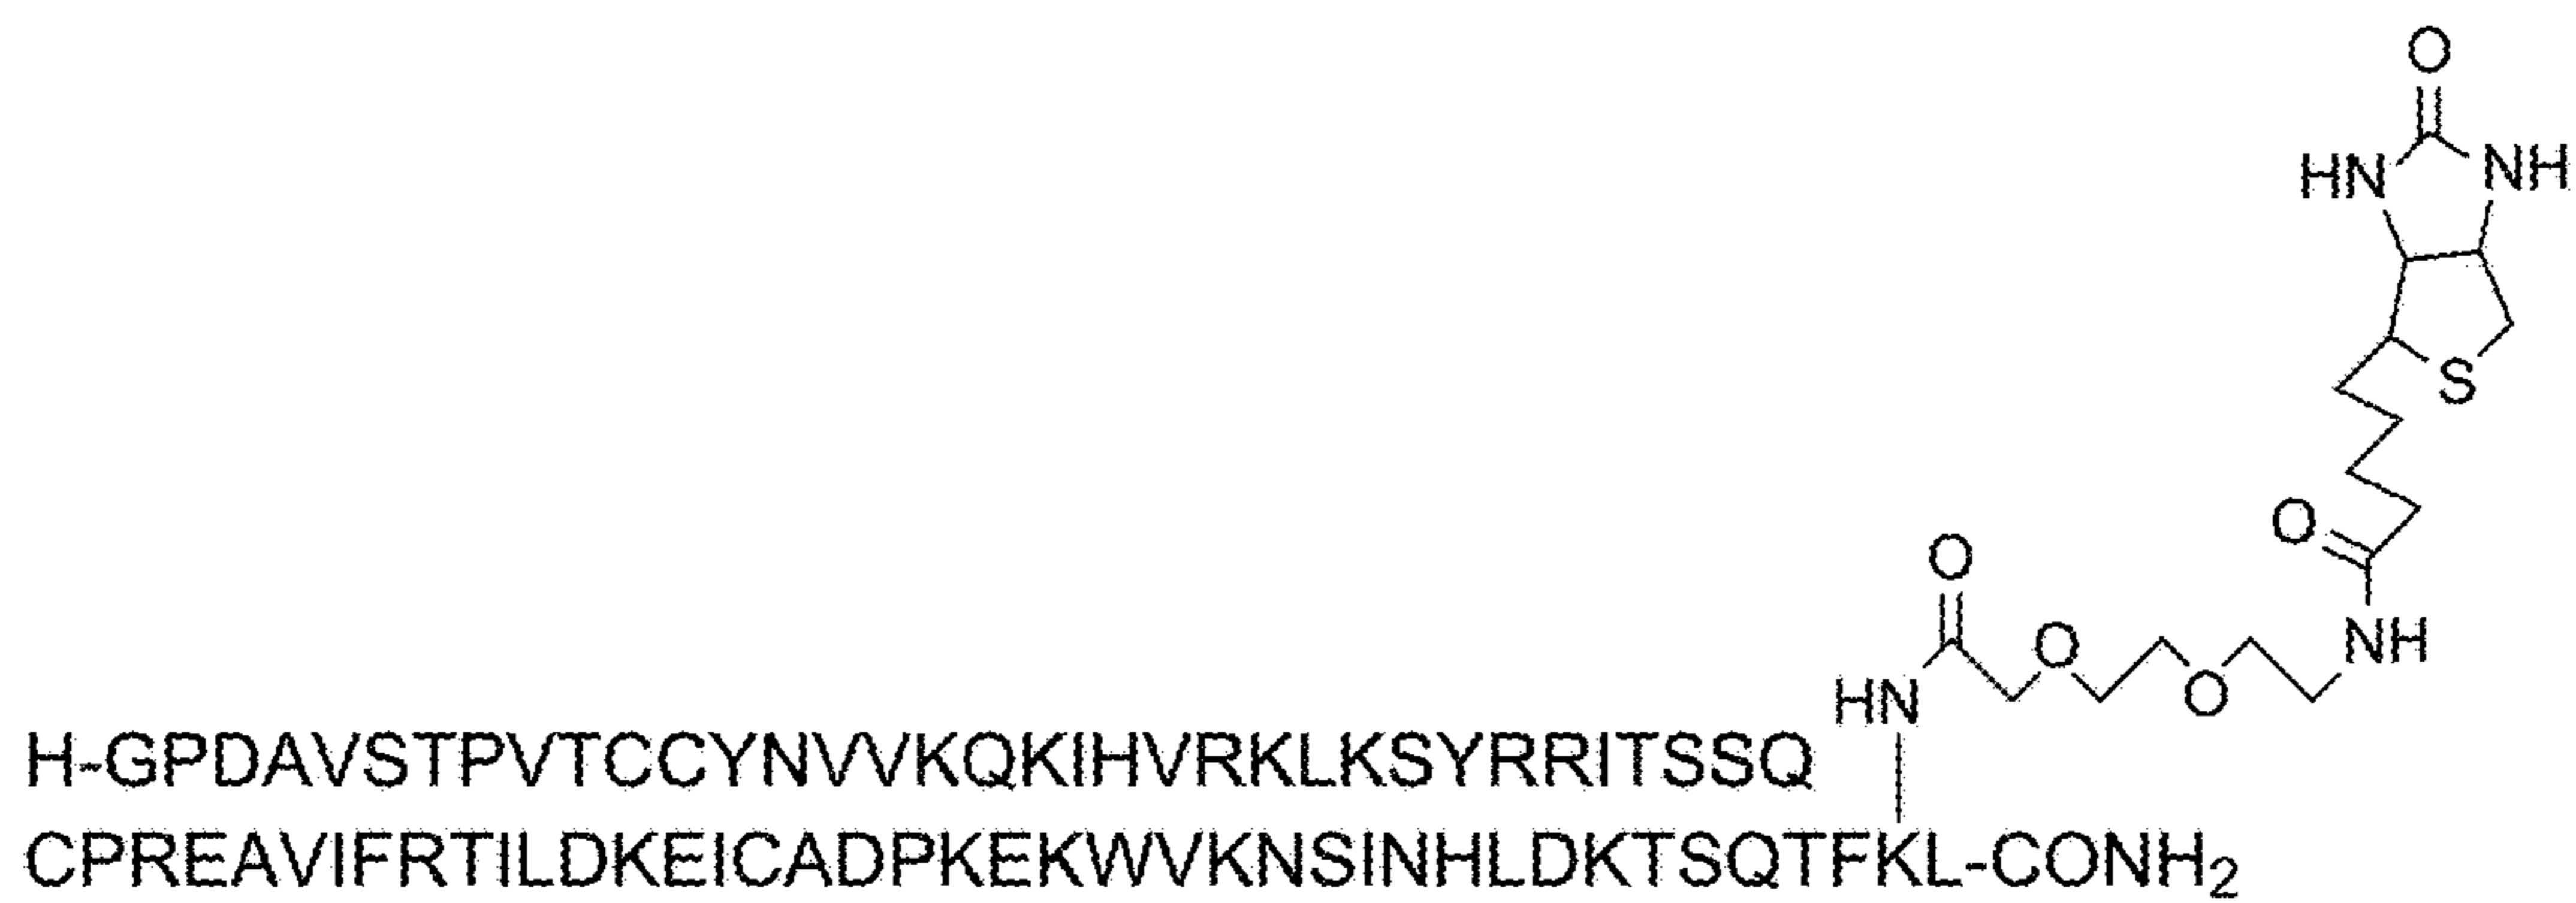 O
HN NH
S
O
O
NH
O
O
HN
H-GPDAVSTPVTCCYNVVKQKIHVRKLKSYRRITSSQ
CPREAVIFRTILDKEICADPKEKWVKNSINHLDKTSQTFKL-CONH₂